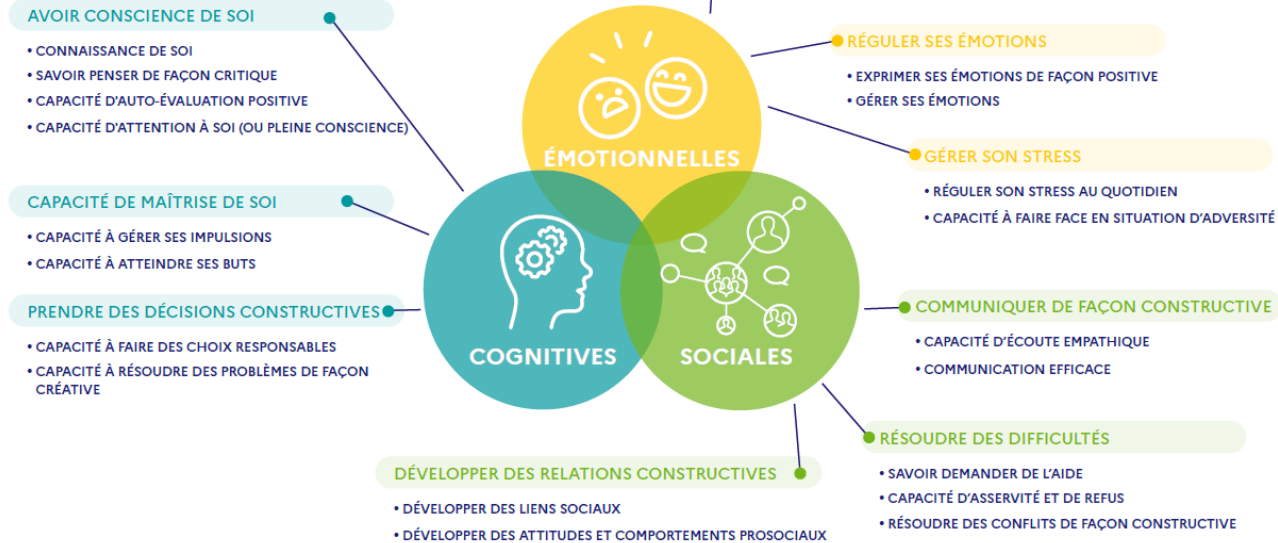 AVOIR CONSCIENCE DE SOI
• CONNAISSANCE DE SOI
• SAVOIR PENSER DE FAÇON CRITIQUE
• CAPACITÉ D'AUTO-ÉVALUATION POSITIVE
• CAPACITÉ D'ATTENTION À SOI (OU PLEINE CONSCIENCE)
CAPACITÉ DE MAÎTRISE DE SOI
• CAPACITÉ À GÉRER SES IMPULSIONS
• CAPACITÉ À ATTEINDRE SES BUTS
PRENDRE DES DÉCISIONS CONSTRUCTIVES
• CAPACITÉ À FAIRE DES CHOIX RESPONSABLES
• CAPACITÉ À RÉSOUDRE DES PROBLÈMES DE FAÇON
CRÉATIVE
ÉMOTIONNELLES
COGNITIVES
SOCIALES
RÉGULER SES ÉMOTIONS
• EXPRIMER SES ÉMOTIONS DE FAÇON POSITIVE
• GÉRER SES ÉMOTIONS
GÉRER SON STRESS
• RÉGULER SON STRESS AU QUOTIDIEN
• CAPACITÉ À FAIRE FACE EN SITUATION D'ADVERSITÉ
COMMUNIQUER DE FAÇON CONSTRUCTIVE
• CAPACITÉ D'ÉCOUTE EMPATHIQUE
• COMMUNICATION EFFICACE
RÉSOUDRE DES DIFFICULTÉS
• SAVOIR DEMANDER DE L'AIDE
• CAPACITÉ D'ASSERVITÉ ET DE REFUS
• RÉSOUDRE DES CONFLITS DE FAÇON CONSTRUCTIVE
DÉVELOPPER DES RELATIONS CONSTRUCTIVES
• DÉVELOPPER DES LIENS SOCIAUX
• DÉVELOPPER DES ATTITUDES ET COMPORTEMENTS PROSOCIAUX